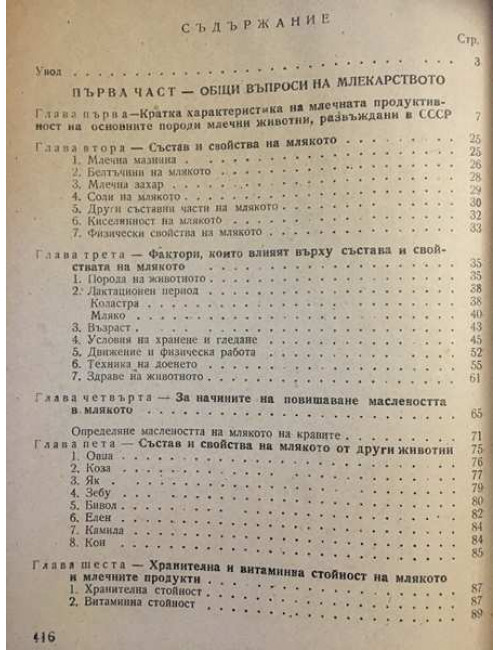 СЪДЪРЖАНИЕ
Стр.
Увод . . . . . . . . . . . . . . . . . . . . 3
ПЪРВА ЧАСТ — ОБЩИ ВЪПРОСИ НА МЛЕКАРСТВОТО
Глава първа—Кратка характеристика на млечната продуктив-
ност на основните породи млечни животни, развъждани в СССР 7
Глава втора — Състав и свойства на млякото . . . . . . . 25
1. Млечна мазнина . . . . . . . . . . . . 25
2. Белтъчини на млякото . . . . . . . . . . . . 26
3. Млечна захар . . . . . . . . . . . . 28
4. Соли на млякото . . . . . . . . . . . . 29
5. Други съставни части на млякото . . . . . . . . . 30
6. Киселинност на млякото . . . . . . . . . . . . 32
7. Физически свойства на млякото . . . . . . . . . . 33
Глава трета — Фактори, които влияят върху състава и свой-
ствата на млякото . . . . . . . . . . . . 35
1. Порода на животното . . . . . . . . . . . . 35
2. Лактационен период . . . . . . . . . . . . 38
Коластра . . . . . . . . . . . . 38
Мляко . . . . . . . . . . . . 40
3. Възраст . . . . . . . . . . . . 43
4. Условия на хранене и гледане . . . . . . . . . . 45
5. Движение и физическа работа . . . . . . . . . . 52
6. Техника на доенето . . . . . . . . . . . . 55
7. Здраве на животното . . . . . . . . . . . . 61
Глава четвърта — За начините на повишаване маслеността
в млякото . . . . . . . . . . . . 65
Определяне маслеността на млякото на кравите . . . . . . 71
Глава пета — Състав и свойства на млякото от други животни 75
1. Овца . . . . . . . . . . . . 76
2. Коза . . . . . . . . . . . . 77
3. Як . . . . . . . . . . . . 79
4. Зебу . . . . . . . . . . . . 80
5. Бивол . . . . . . . . . . . . 82
6. Елен . . . . . . . . . . . . 84
7. Камила . . . . . . . . . . . . 84
8. Кон . . . . . . . . . . . . 85
Глава шеста — Хранителна и витаминна стойност на млякото
и млечните продукти . . . . . . . . . . . . 87
1. Хранителна стойност . . . . . . . . . . . . 87
2. Витаминна стойност . . . . . . . . . . . . 89
416